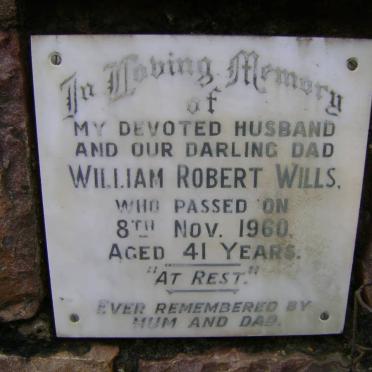 In Loving Memory
of
MY DEVOTED HUSBAND
AND OUR DARLING DAD
WILLIAM ROBERT WILLS.
WHO PASSED ON
8TH NOV. 1960.
AGED 41 YEARS.
"AT REST."
EVER REMEMBERED BY
MUM AND DAD.